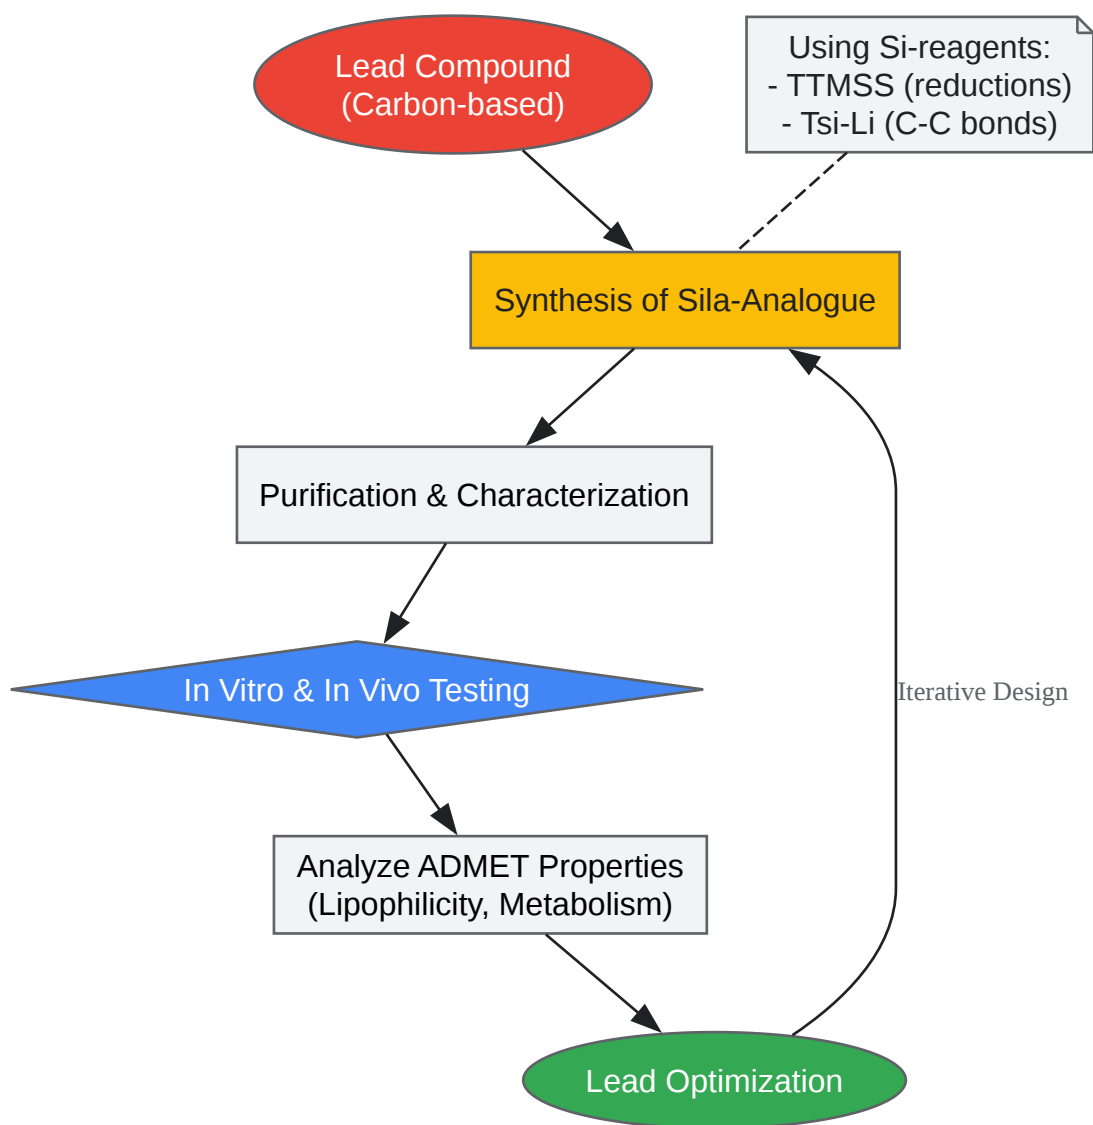 Lead Compound
(Carbon-based)
Using Si-reagents:
- TTMSS (reductions)
- Tsi-Li (C-C bonds)
Synthesis of Sila-Analogue
Purification & Characterization
In Vitro & In Vivo Testing
Iterative Design
Analyze ADMET Properties
(Lipophilicity, Metabolism)
Lead Optimization